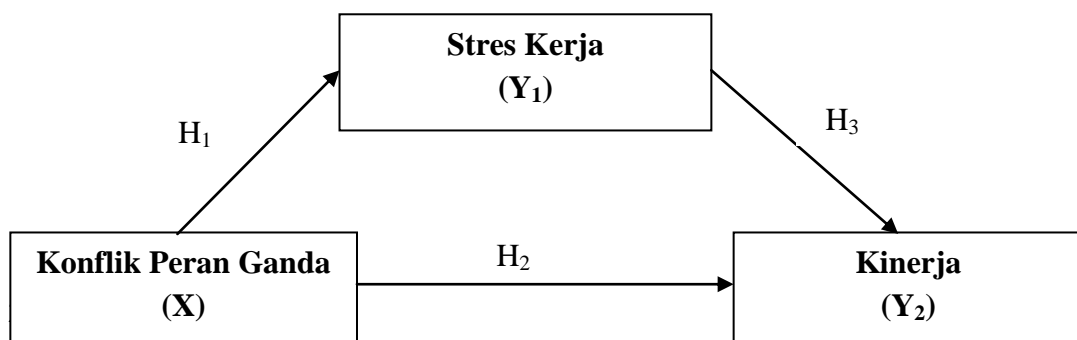 Stres Kerja
(Y₁)
H₁
H₃
H₂
Konflik Peran Ganda
(X)
Kinerja
(Y₂)